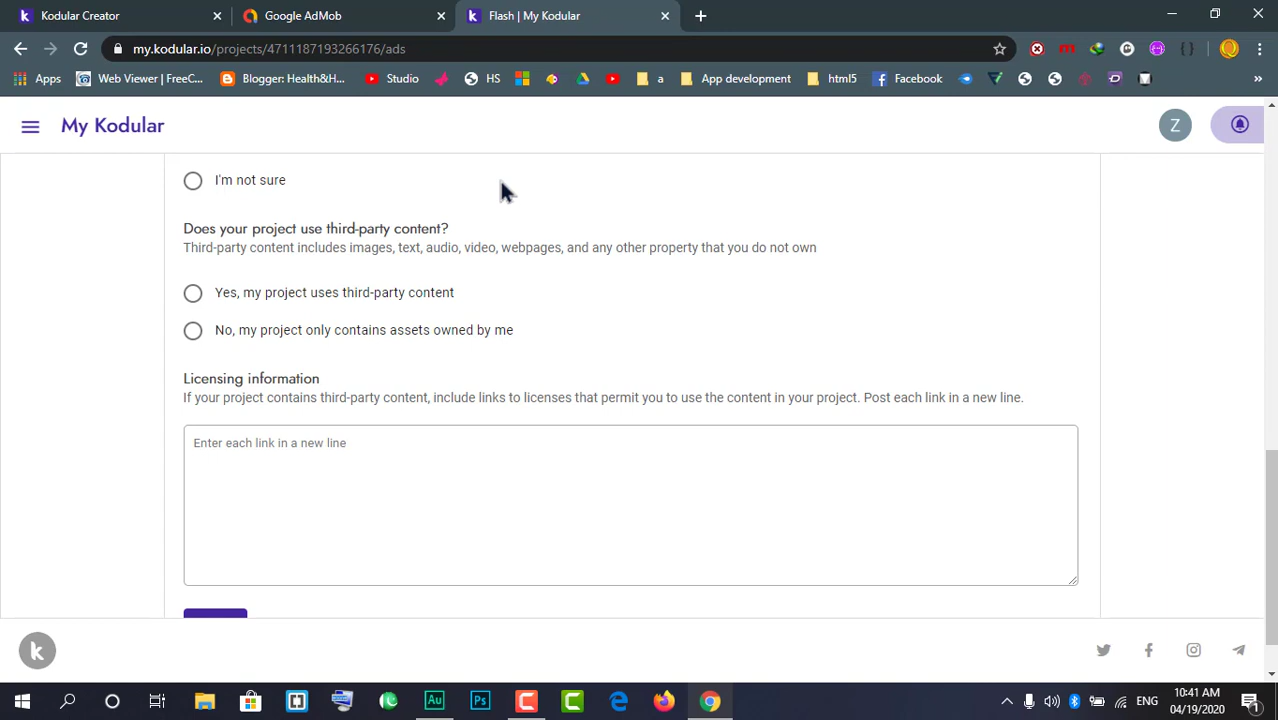 Kodular Creator
Google AdMob
Flash | My Kodular
my.kodular.io/projects/4711187193266176/ads
Apps
Web Viewer | FreeC...
Blogger: Health&H...
Studio
HS
a
App development
html5
Facebook
»
My Kodular
Z
I'm not sure
Does your project use third-party content?
Third-party content includes images, text, audio, video, webpages, and any other property that you do not own
Yes, my project uses third-party content
No, my project only contains assets owned by me
Licensing information
If your project contains third-party content, include links to licenses that permit you to use the content in your project. Post each link in a new line.
Enter each link in a new line
k
Au
Ps
ENG
10:41 AM
04/19/2020
1